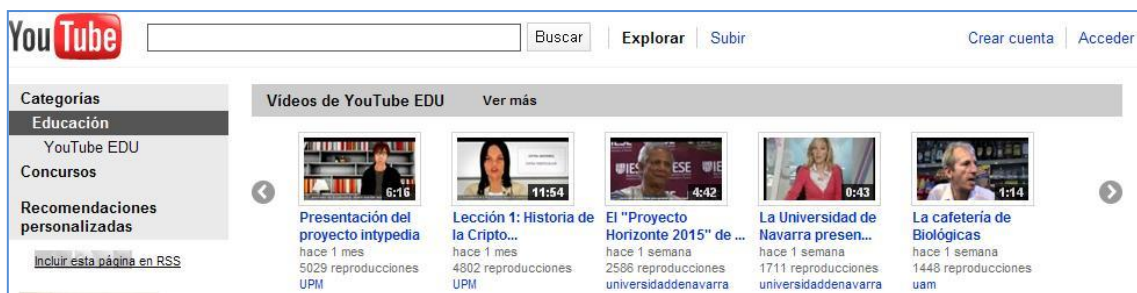 You Tube
Buscar
Explorar
Subir
Crear cuenta
Acceder
Categorías
Educación
YouTube EDU
Concursos
Recomendaciones
personalizadas
Incluir esta página en RSS
Vídeos de YouTube EDU
Ver más
6:16
Presentación del
proyecto intypedia
hace 1 mes
5029 reproducciones
UPM
11:54
Lección 1: Historia de
la Cripto...
hace 1 mes
4802 reproducciones
UPM
4:42
El "Proyecto
Horizonte 2015" de ...
hace 1 semana
2586 reproducciones
universidaddenavarra
0:43
La Universidad de
Navarra presen...
hace 1 semana
1711 reproducciones
universidaddenavarra
1:14
La cafetería de
Biológicas
hace 1 semana
1448 reproducciones
uam